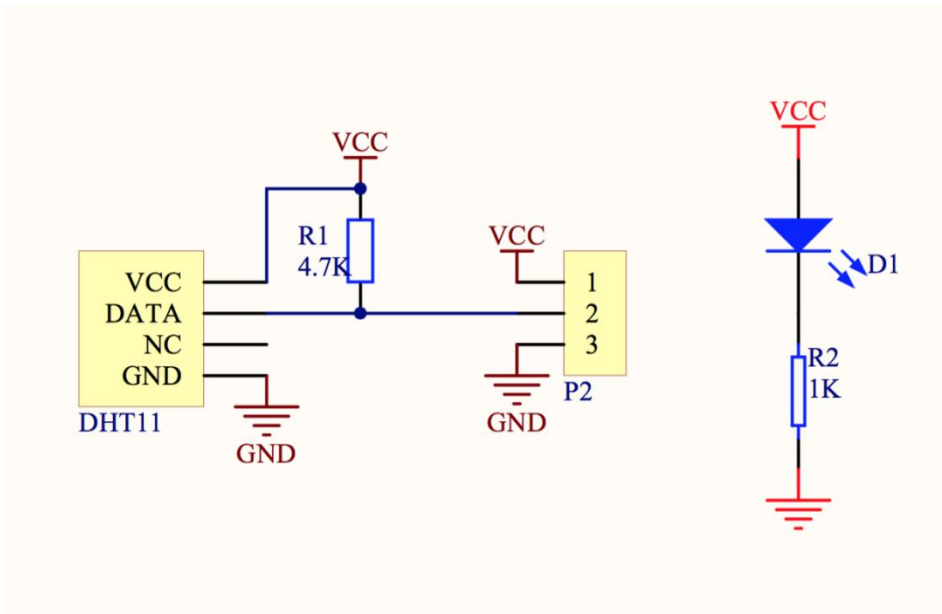 VCC
R1
4.7K
VCC
DATA
NC
GND
DHT11
GND
VCC
1
2
3
P2
GND
VCC
D1
R2
1K